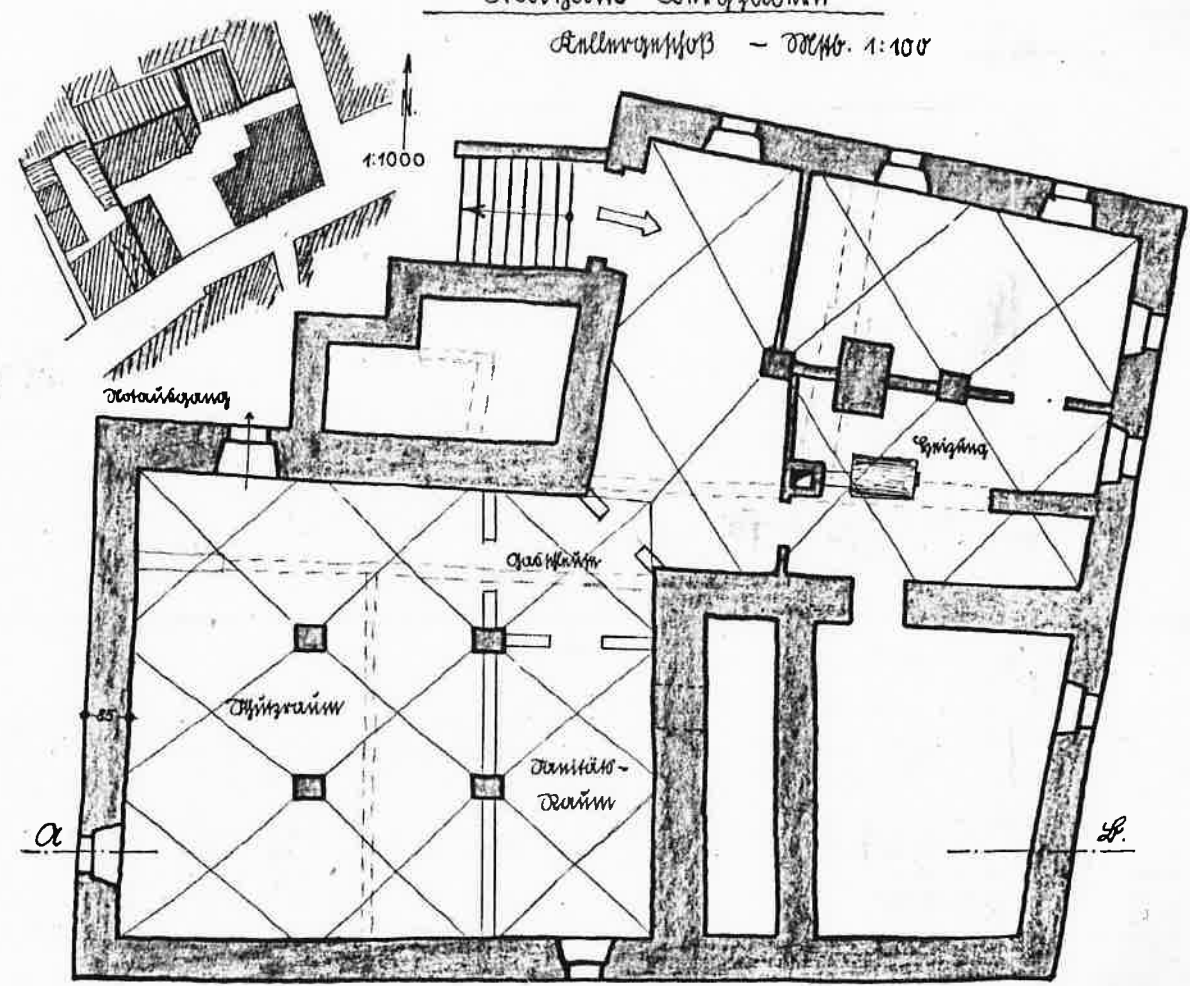 Kellergeschoß – Mstb. 1:100
N.
1:1000
Notausgang
Heizung
Gasschleuse
Schutzraum
85
Sanitäts-
Raum
A
B.